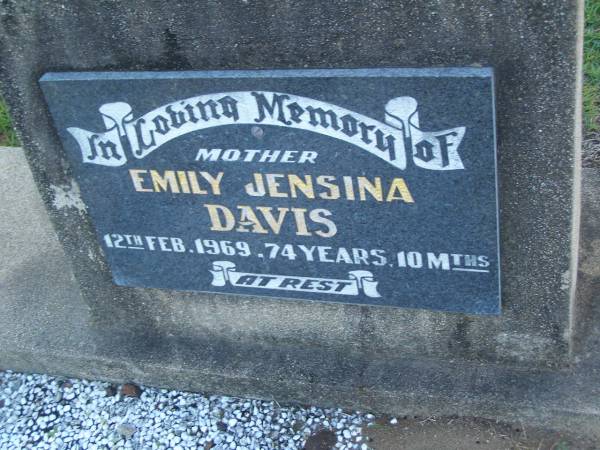 In Loving Memory of
MOTHER
EMILY JENSINA
DAVIS
12TH FEB. 1969. 74 YEARS. 10 MTHS
AT REST